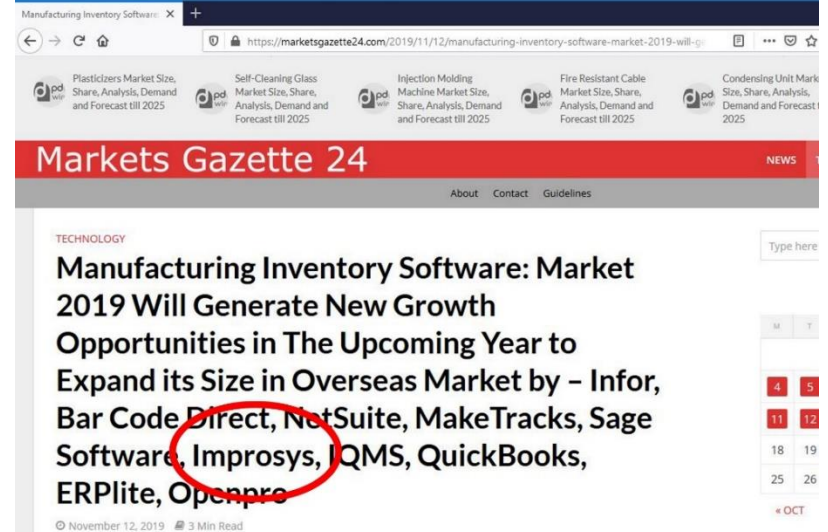 Manufacturing Inventory Software
https://marketsgazette24.com/2019/11/12/manufacturing-inventory-software-market-2019-will-g
Plasticizers Market Size,
Share, Analysis, Demand
and Forecast till 2025
Self-Cleaning Glass
Market Size, Share,
Analysis, Demand and
Forecast till 2025
Injection Molding
Machine Market Size,
Share, Analysis, Demand
and Forecast till 2025
Fire Resistant Cable
Market Size, Share,
Analysis, Demand and
Forecast till 2025
Condensing Unit Mark
Size, Share, Analysis,
Demand and Forecast t
2025
Markets Gazette 24
NEWS T
About Contact Guidelines
TECHNOLOGY
Manufacturing Inventory Software: Market
2019 Will Generate New Growth
Opportunities in The Upcoming Year to
Expand its Size in Overseas Market by – Infor,
Bar Code Direct, NetSuite, MakeTracks, Sage
Software, Improsys, IQMS, QuickBooks,
ERPlite, Openpro
November 12, 2019 3 Min Read
Type here
M T
4 5
11 12
18 19
25 26
« OCT